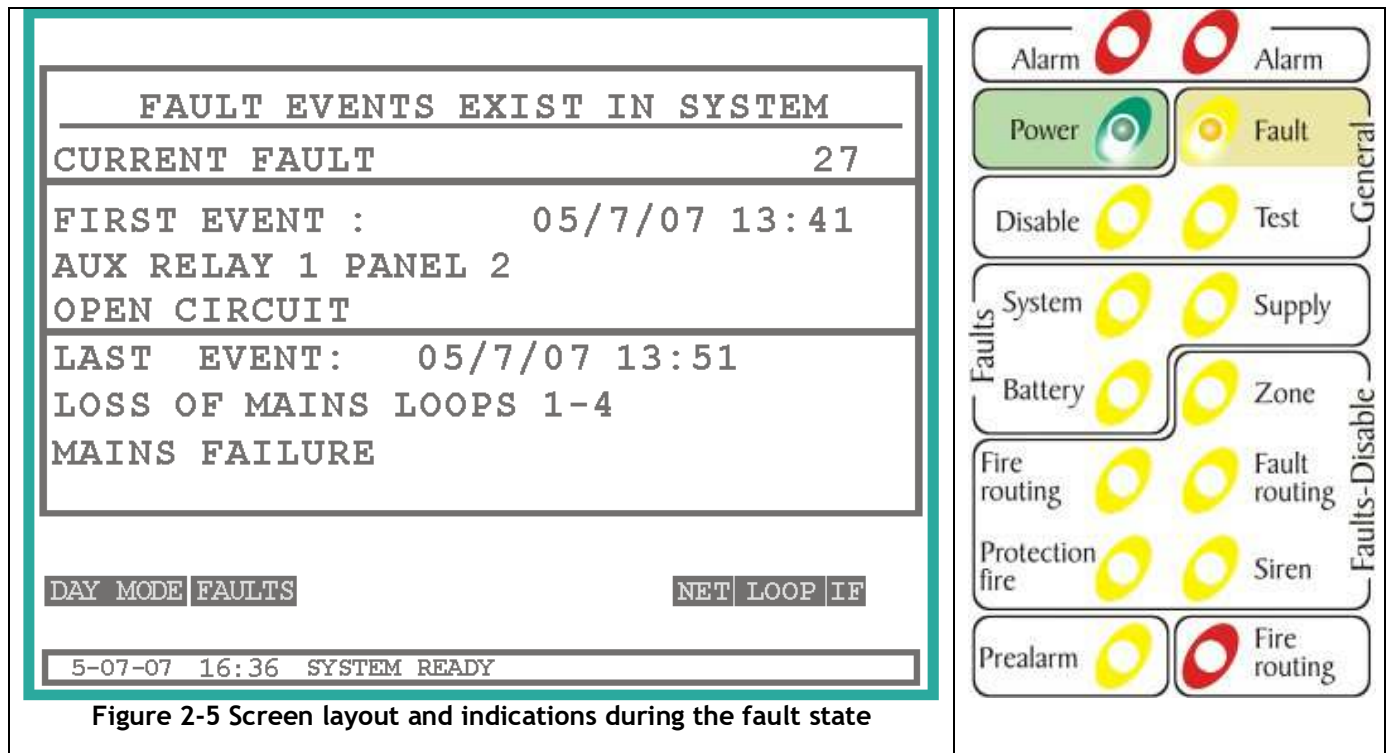 FAULT EVENTS EXIST IN SYSTEM
CURRENT FAULT 27
FIRST EVENT : 05/7/07 13:41
AUX RELAY 1 PANEL 2
OPEN CIRCUIT
LAST EVENT: 05/7/07 13:51
LOSS OF MAINS LOOPS 1-4
MAINS FAILURE
DAY MODE FAULTS NET LOOP IF
5-07-07 16:36 SYSTEM READY
Figure 2-5 Screen layout and indications during the fault state
Alarm Alarm
Power Fault
General
Disable Test
Faults
System Supply
Battery Zone
Faults-Disable
Fire
routing
Fault
routing
Protection
fire
Siren
Prealarm
Fire
routing